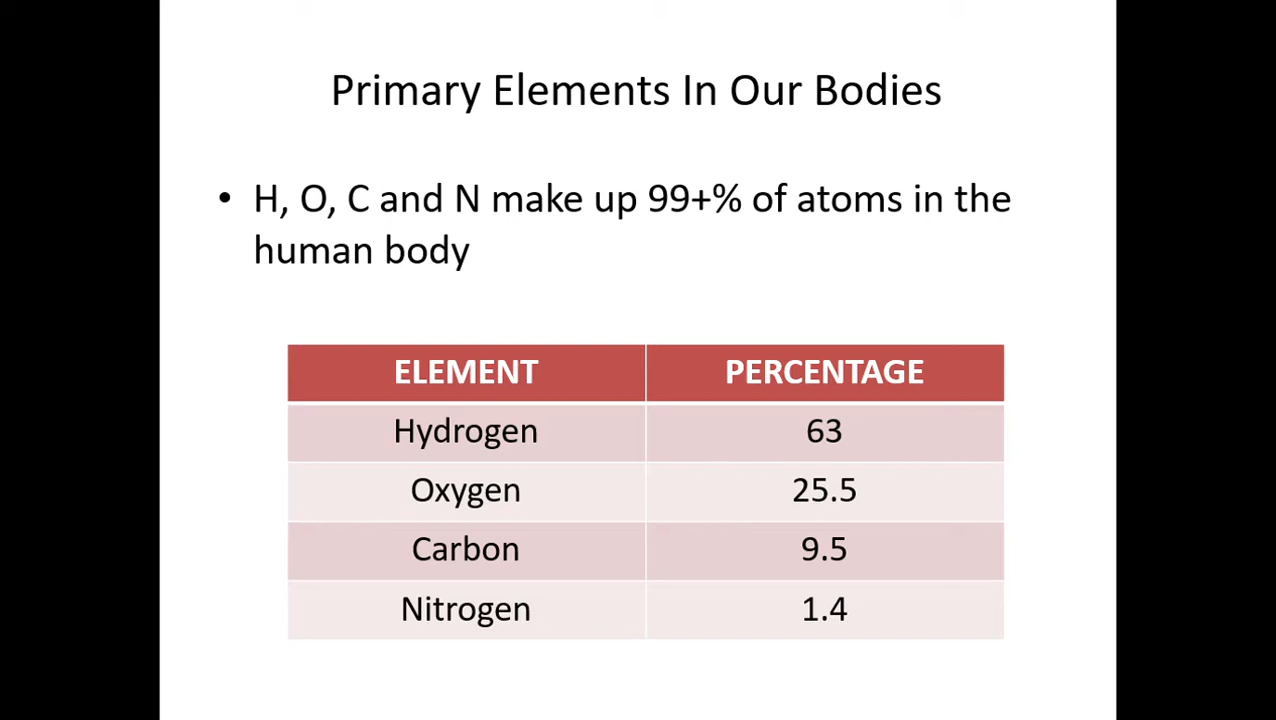 Primary Elements In Our Bodies
• H, O, C and N make up 99+% of atoms in the
human body
ELEMENT PERCENTAGE
Hydrogen 63
Oxygen 25.5
Carbon 9.5
Nitrogen 1.4